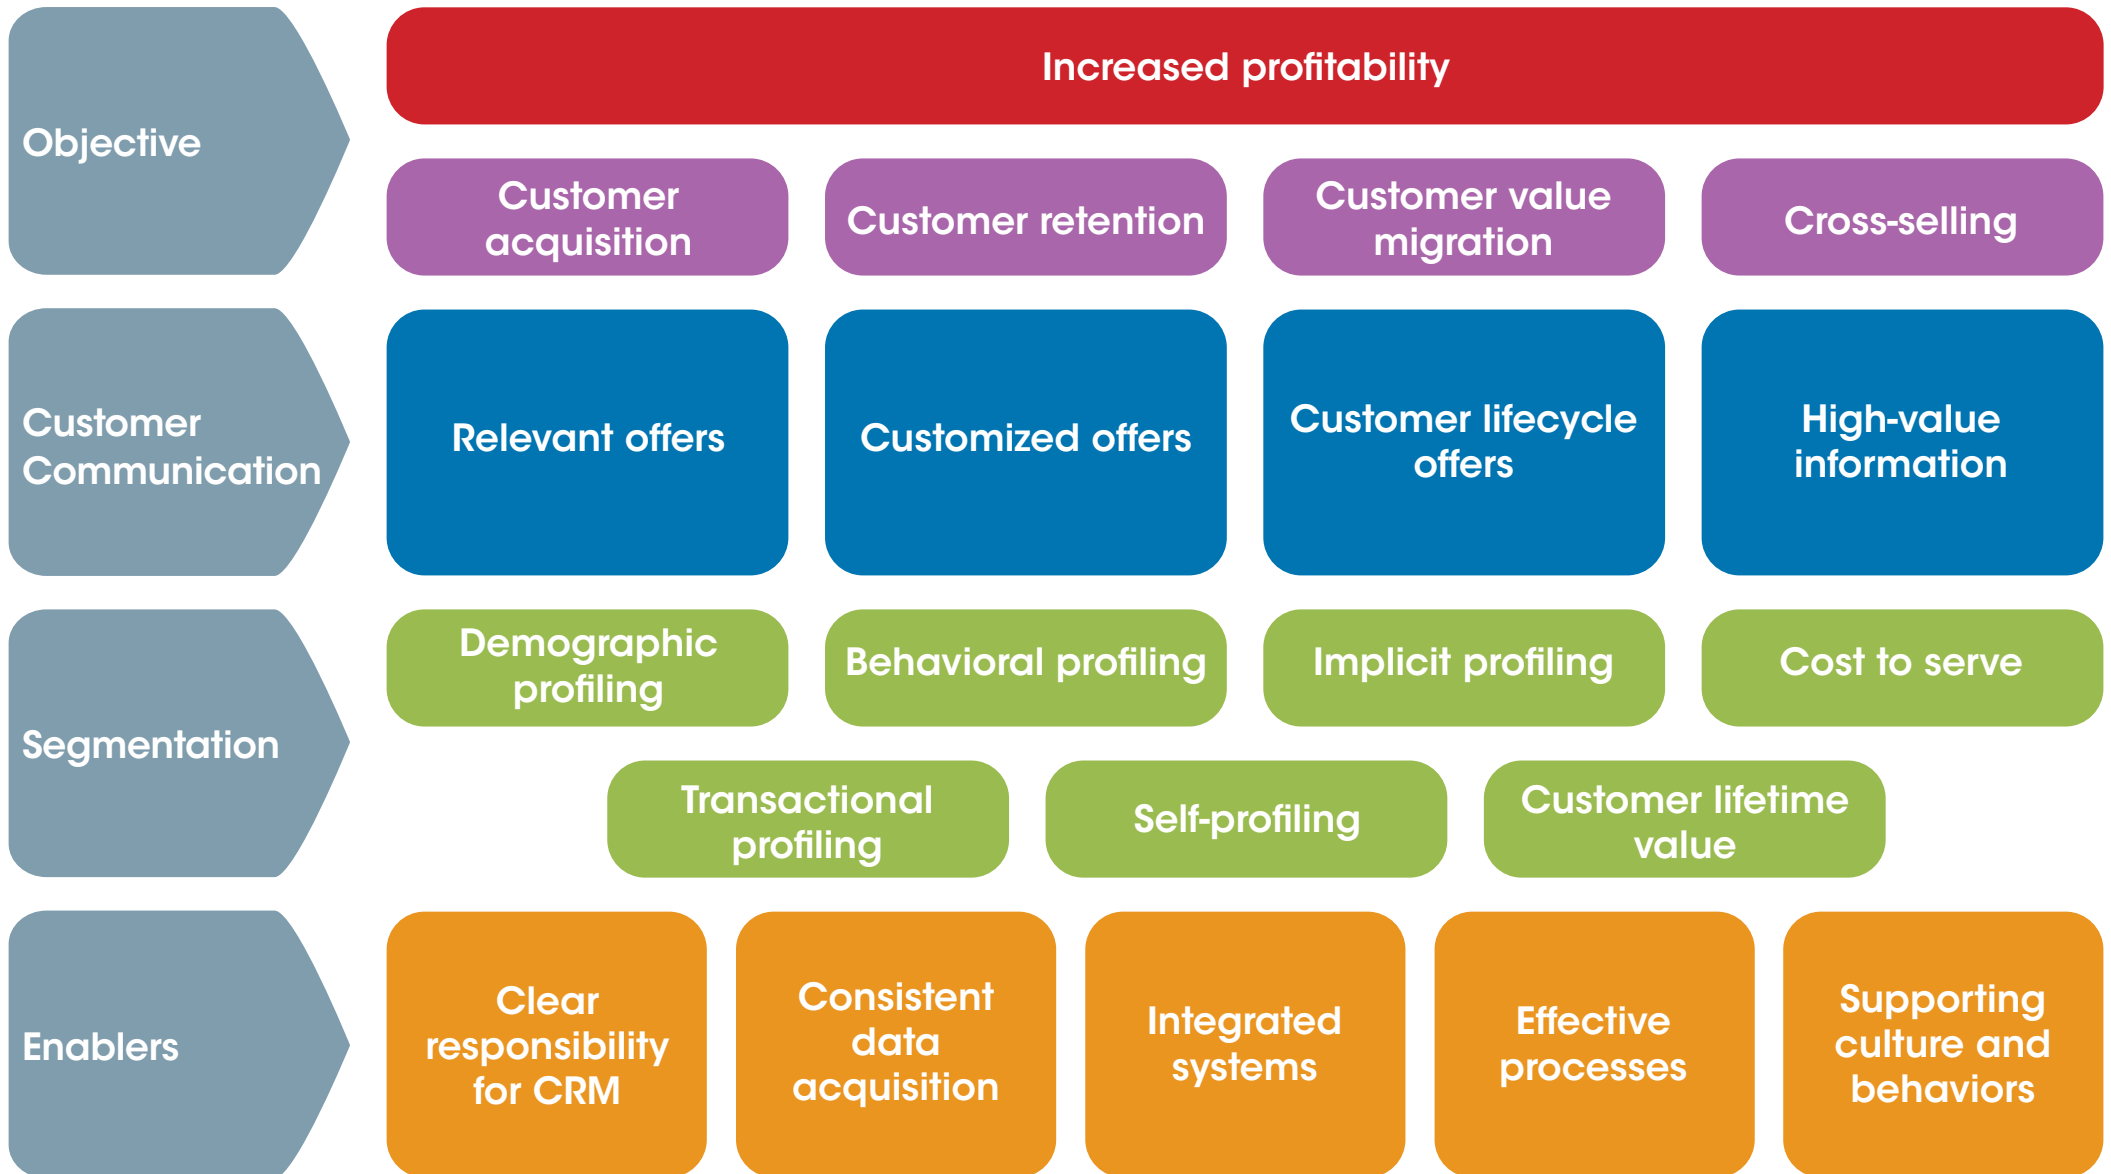 Objective
Increased profitability
Customer
acquisition
Customer retention
Customer value
migration
Cross-selling
Customer
Communication
Relevant offers
Customized offers
Customer lifecycle
offers
High-value
information
Segmentation
Demographic
profiling
Behavioral profiling
Implicit profiling
Cost to serve
Transactional
profiling
Self-profiling
Customer lifetime
value
Enablers
Clear
responsibility
for CRM
Consistent
data
acquisition
Integrated
systems
Effective
processes
Supporting
culture and
behaviors